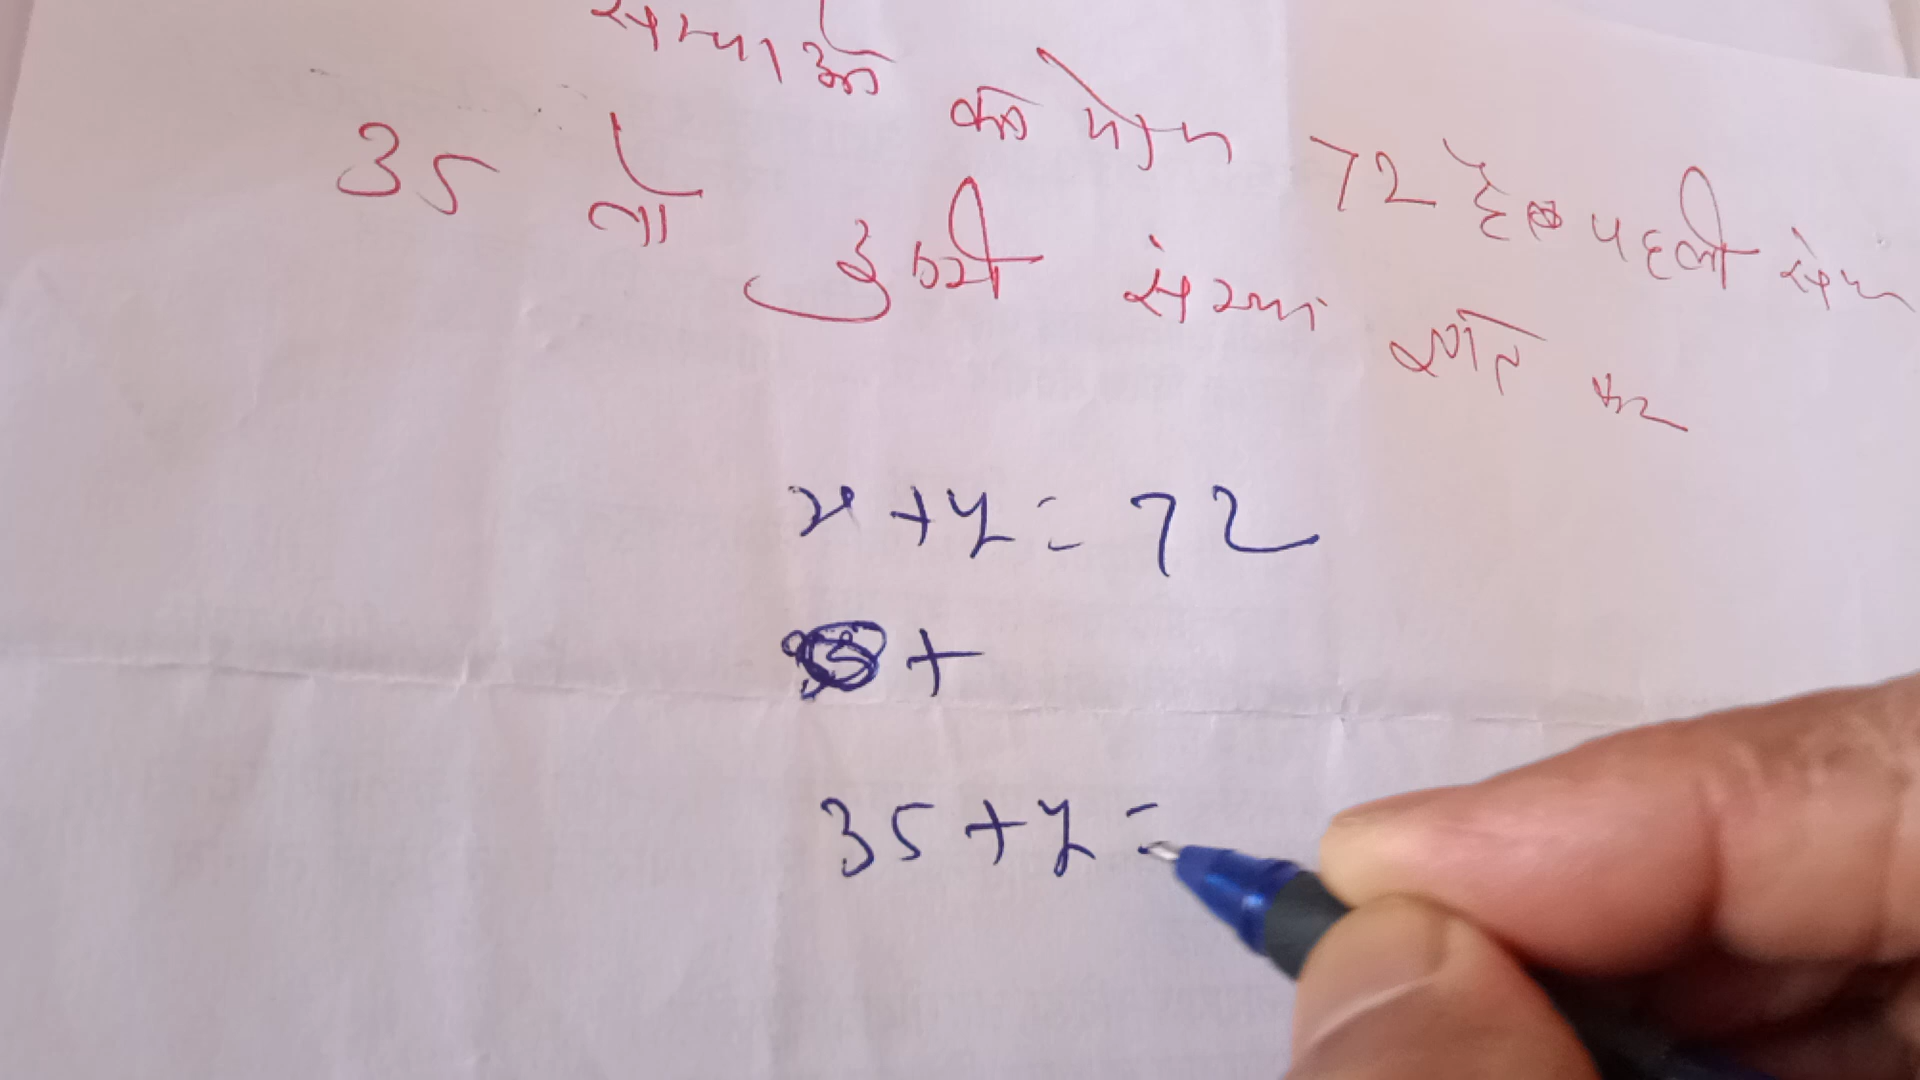 संख्याओं का योग 72 है पहली संख्या
35 तो दुसरी संख्या ज्ञात कर
x + y = 72
+
35 + y =